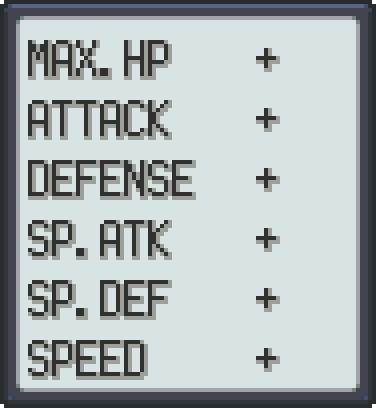 MAX. HP +
ATTACK +
DEFENSE +
SP. ATK +
SP. DEF +
SPEED +